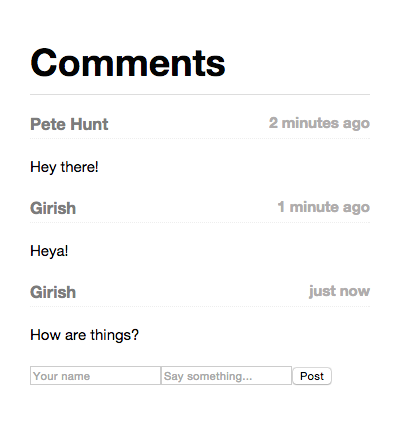 Comments
Pete Hunt 2 minutes ago
Hey there!
Girish 1 minute ago
Heya!
Girish just now
How are things?
Your name Say something... Post